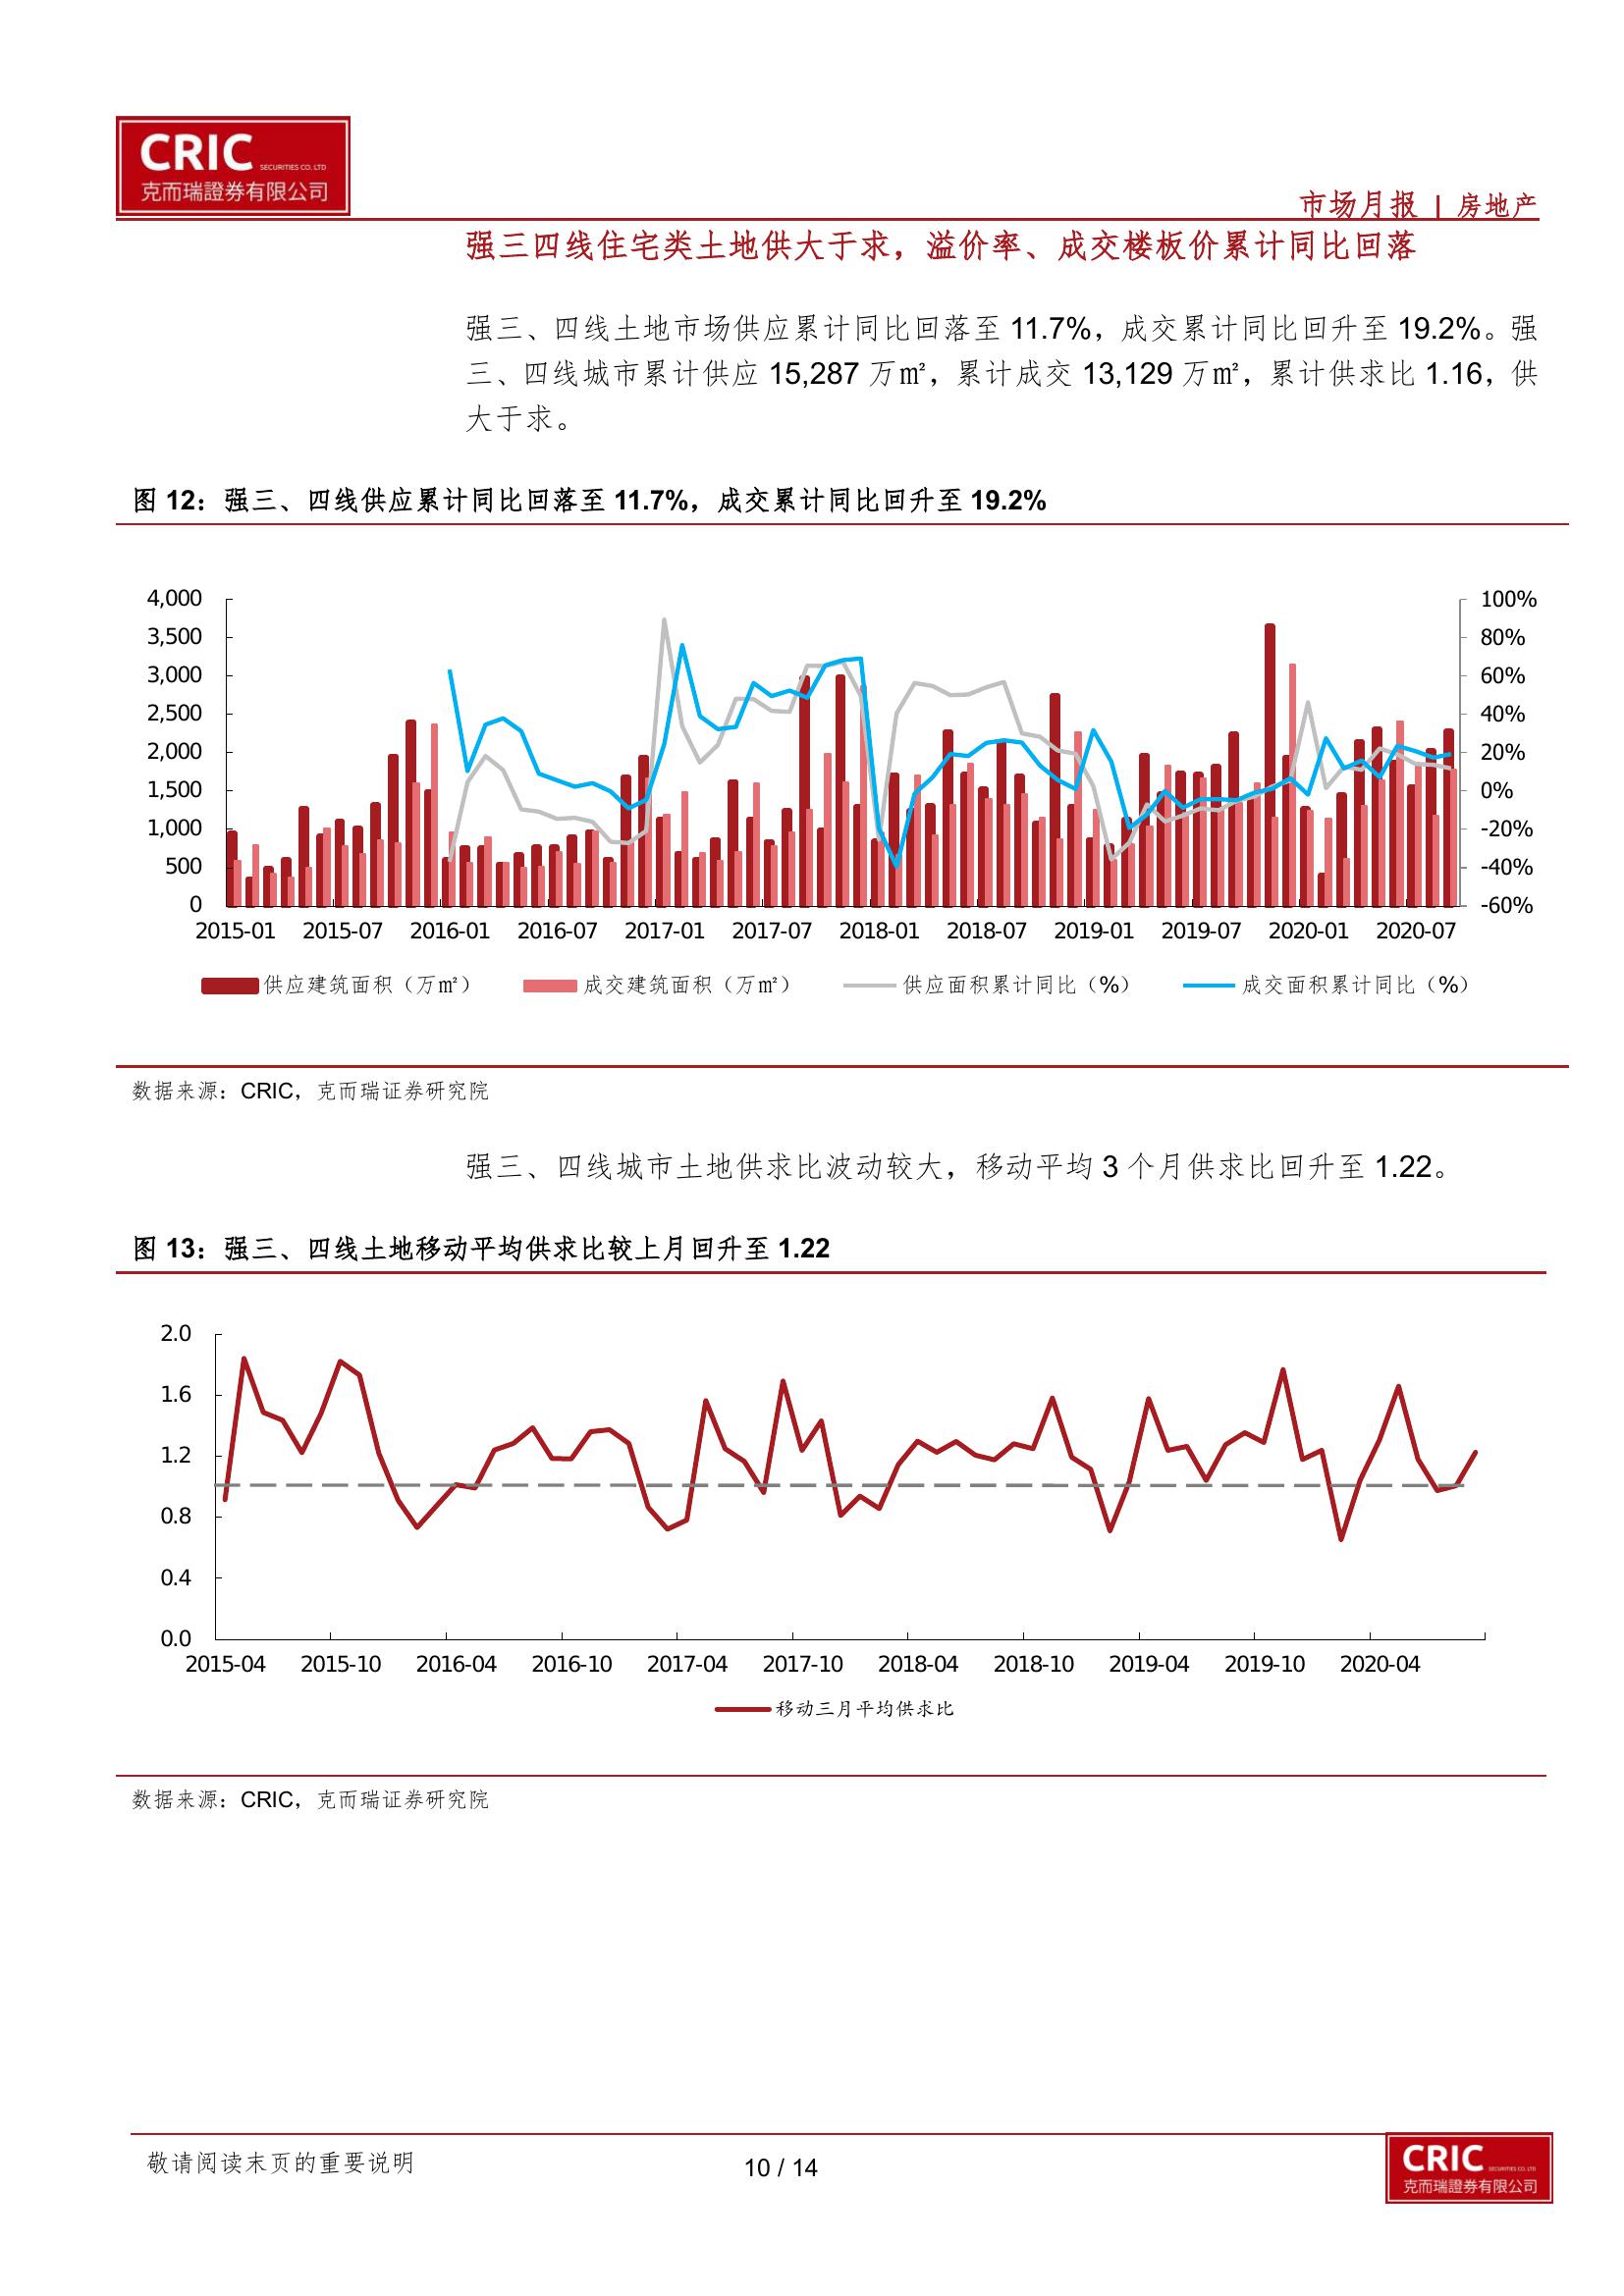 CRIC SECURITIES CO. LTD
克而瑞證券有限公司
市场月报 | 房地产
强三四线住宅类土地供大于求，溢价率、成交楼板价累计同比回落
强三、四线土地市场供应累计同比回落至 11.7%，成交累计同比回升至 19.2%。强
三、四线城市累计供应 15,287 万㎡，累计成交 13,129 万㎡，累计供求比 1.16，供
大于求。
图 12：强三、四线供应累计同比回落至 11.7%，成交累计同比回升至 19.2%
4,000 100%
3,500 80%
3,000 60%
2,500 40%
2,000 20%
1,500 0%
1,000 -20%
500 -40%
0 -60%
2015-01 2015-07 2016-01 2016-07 2017-01 2017-07 2018-01 2018-07 2019-01 2019-07 2020-01 2020-07
供应建筑面积（万㎡） 成交建筑面积（万㎡） 供应面积累计同比（%） 成交面积累计同比（%）
数据来源：CRIC，克而瑞证券研究院
强三、四线城市土地供求比波动较大，移动平均 3 个月供求比回升至 1.22。
图 13：强三、四线土地移动平均供求比较上月回升至 1.22
2.0
1.6
1.2
0.8
0.4
0.0
2015-04 2015-10 2016-04 2016-10 2017-04 2017-10 2018-04 2018-10 2019-04 2019-10 2020-04
移动三月平均供求比
数据来源：CRIC，克而瑞证券研究院
敬请阅读末页的重要说明
10 / 14
CRIC SECURITIES CO. LTD
克而瑞證券有限公司